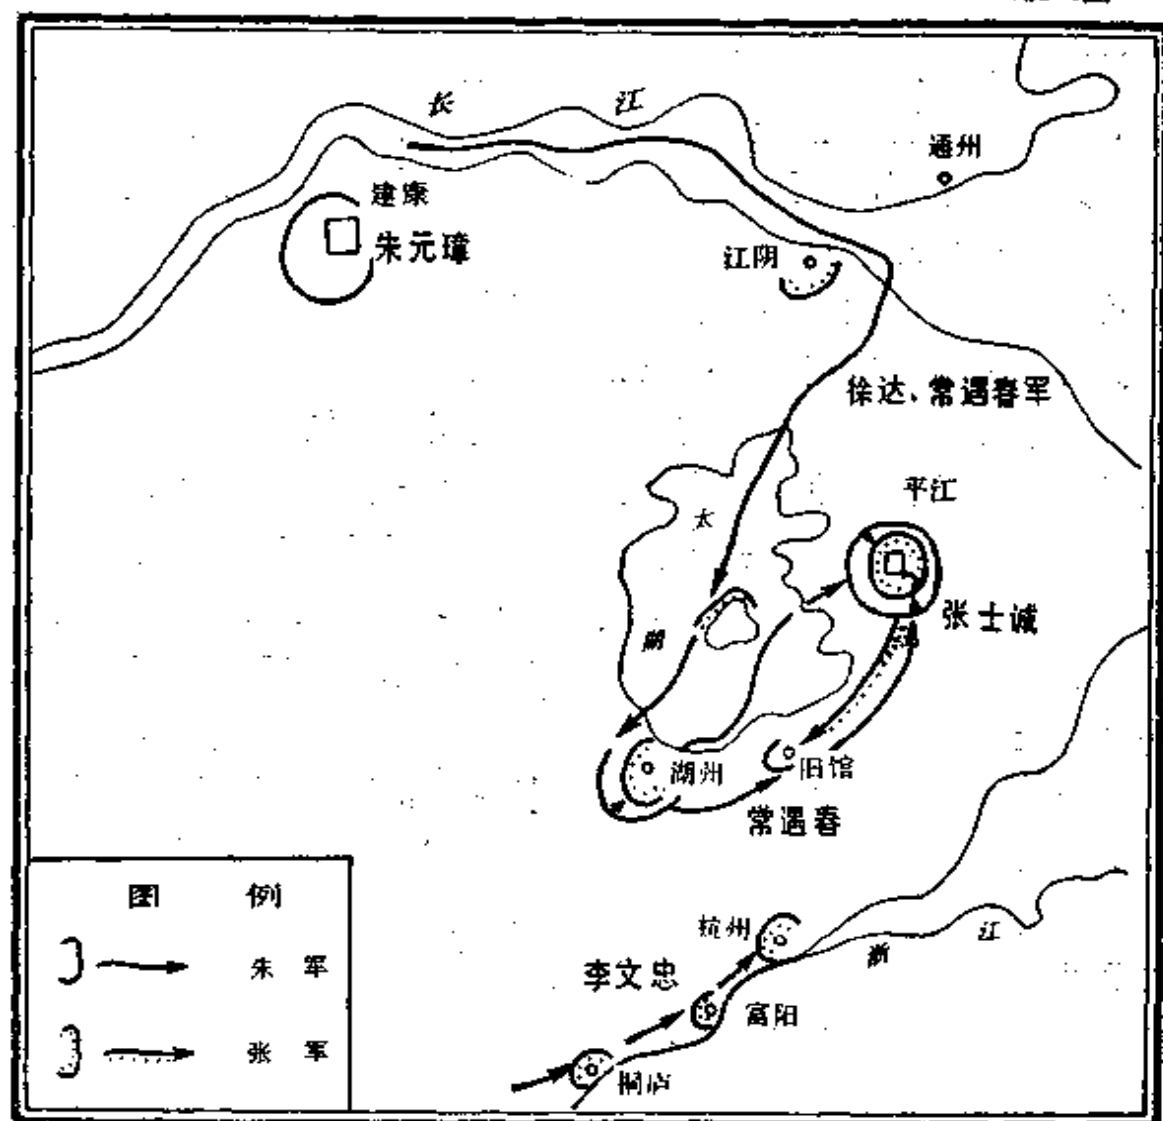 长江
通州
建康
朱元璋
江阴
徐达、常遇春军
平江
太湖
张士诚
湖州
旧馆
常遇春
杭州
浙江
李文忠
富阳
桐庐
图例
朱军
张军